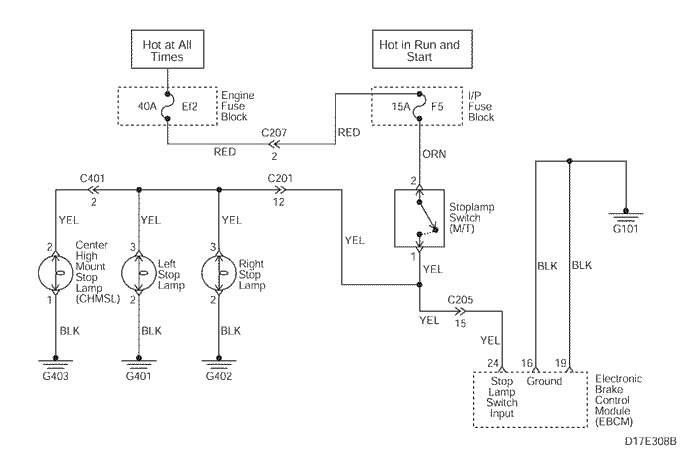 Hot at All
Times
Hot in Run and
Start
40A
Ef2
Engine
Fuse
Block
15A
F5
I/P
Fuse
Block
C207
2
RED
RED
ORN
C401
2
C201
12
2
Stoplamp
Switch
(M/T)
1
G101
YEL
YEL
YEL
YEL
YEL
2
Center
High
Mount
Stop
Lamp
(CHMSL)
1
3
Left
Stop
Lamp
2
3
Right
Stop
Lamp
2
BLK
BLK
BLK
BLK
BLK
C205
15
YEL
YEL
G403
G401
G402
24
16
19
Stop
Lamp
Switch
Input
Ground
Electronic
Brake
Control
Module
(EBCM)
D17E308B